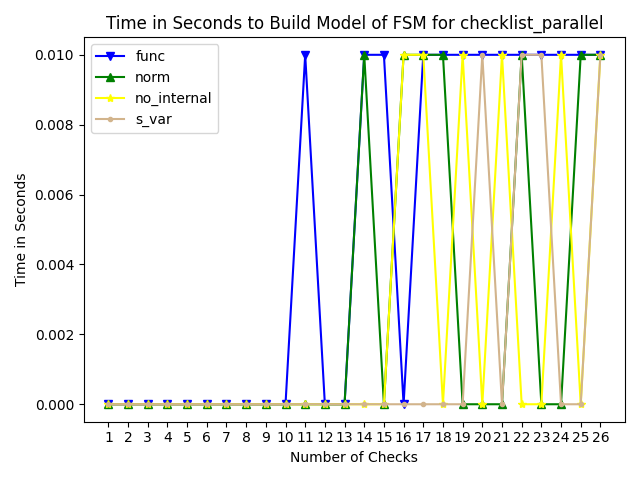 Time in Seconds to Build Model of FSM for checklist_parallel
func
norm
no_internal
s_var
0.010
0.008
0.006
0.004
0.002
0.000
Time in Seconds
1 2 3 4 5 6 7 8 9 10 11 12 13 14 15 16 17 18 19 20 21 22 23 24 25 26
Number of Checks